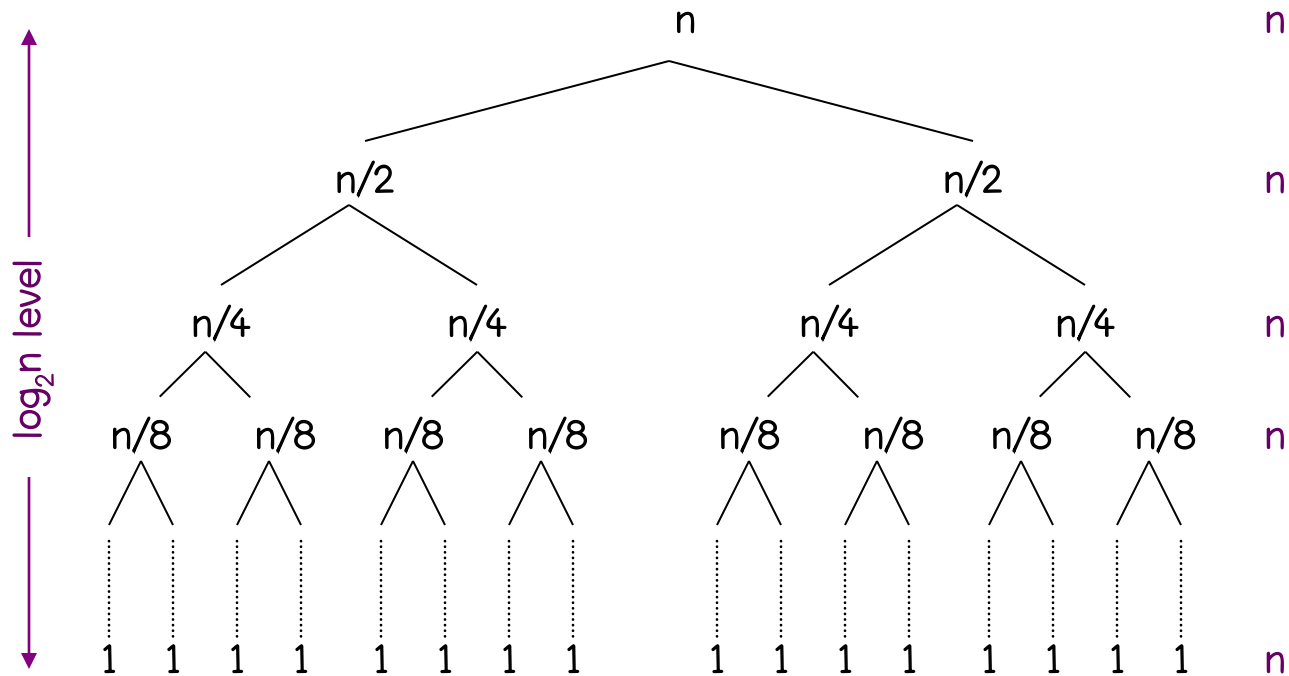 n n
n/2 n/2 n
n/4 n/4 n/4 n/4 n
n/8 n/8 n/8 n/8 n/8 n/8 n/8 n/8 n
1 1 1 1 1 1 1 1 1 1 1 1 1 1 1 1 n
log₂n level